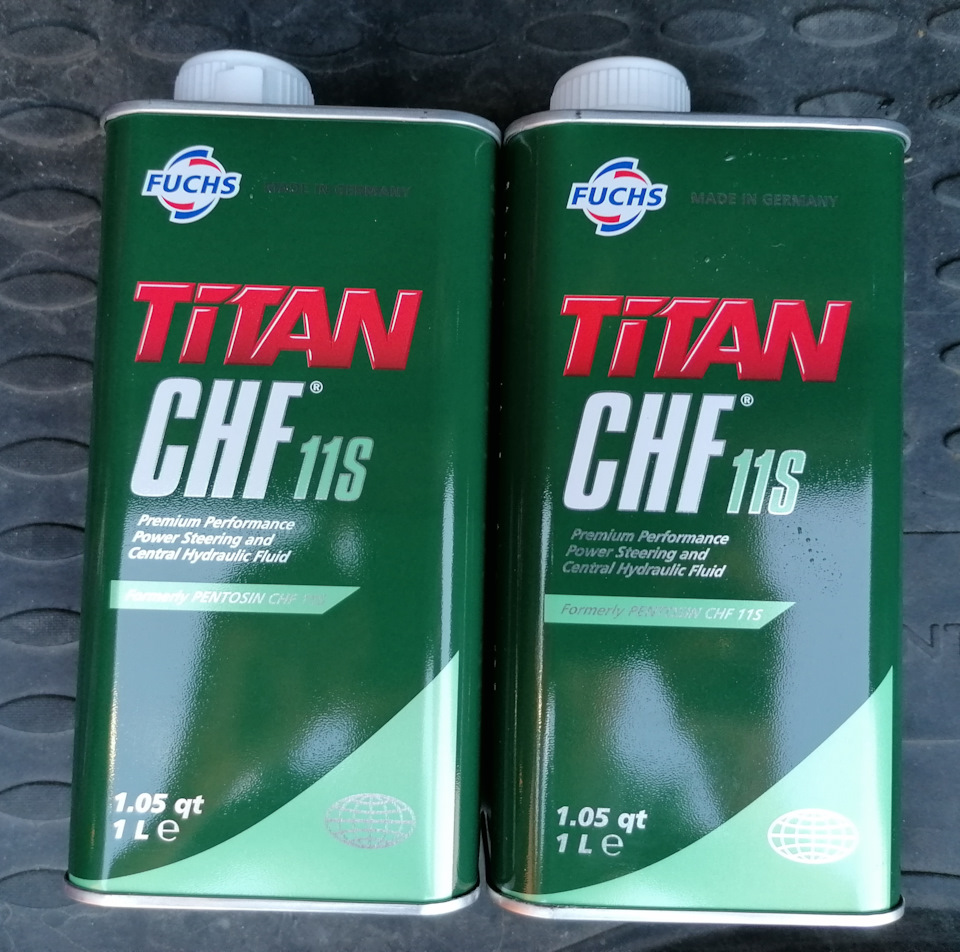 FUCHS
MADE IN GERMANY
TiTAN
CHF®
11S
Premium Performance
Power Steering and
Central Hydraulic Fluid
Formerly PENTOSIN CHF 11S
1.05 qt
1 L ℮
FUCHS
MADE IN GERMANY
TiTAN
CHF®
11S
Premium Performance
Power Steering and
Central Hydraulic Fluid
Formerly PENTOSIN CHF 11S
1.05 qt
1 L ℮